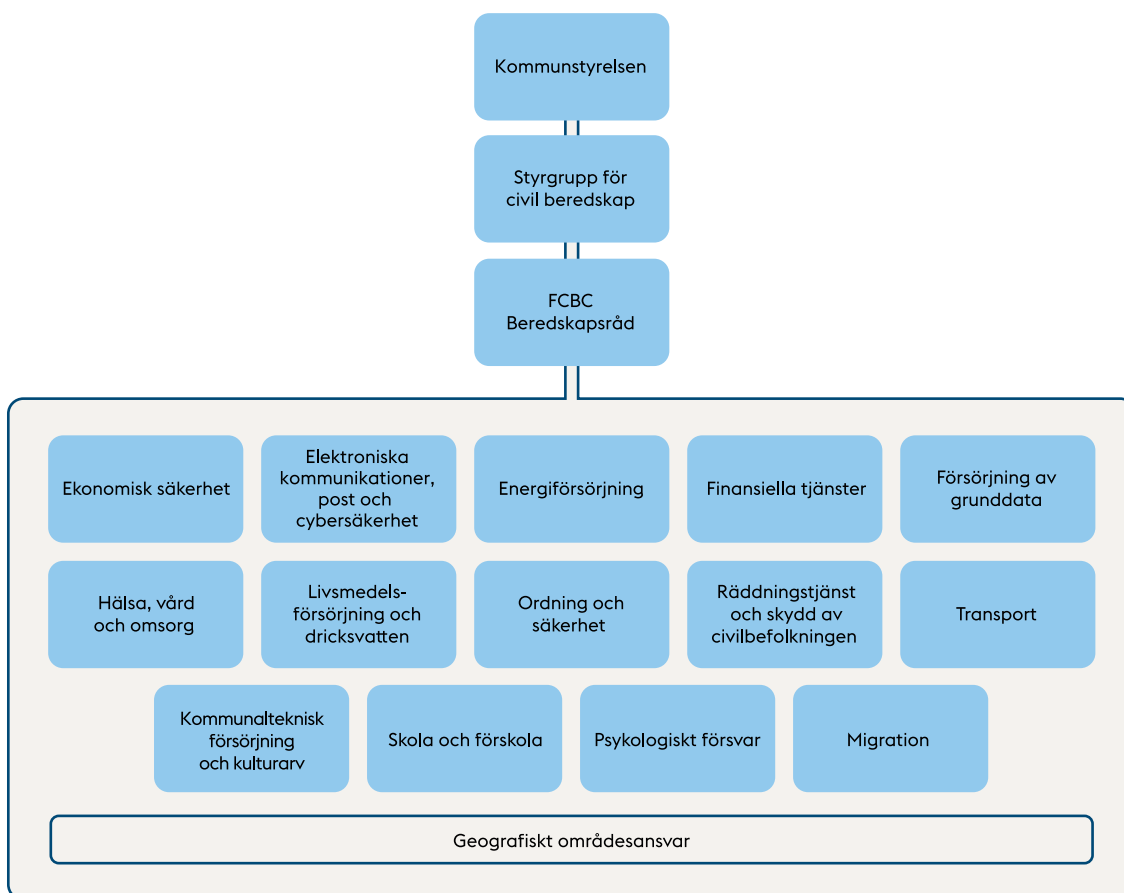 Kommunstyrelsen
Styrgrupp för
civil beredskap
FCBC
Beredskapsråd
Ekonomisk säkerhet
Elektroniska
kommunikationer,
post och
cybersäkerhet
Energiförsörjning
Finansiella tjänster
Försörjning av
grunddata
Hälsa, vård
och omsorg
Livsmedels-
försörjning och
dricksvatten
Ordning och
säkerhet
Räddningstjänst
och skydd av
civilbefolkningen
Transport
Kommunalteknisk
försörjning
och kulturarv
Skola och förskola
Psykologiskt försvar
Migration
Geografiskt områdesansvar